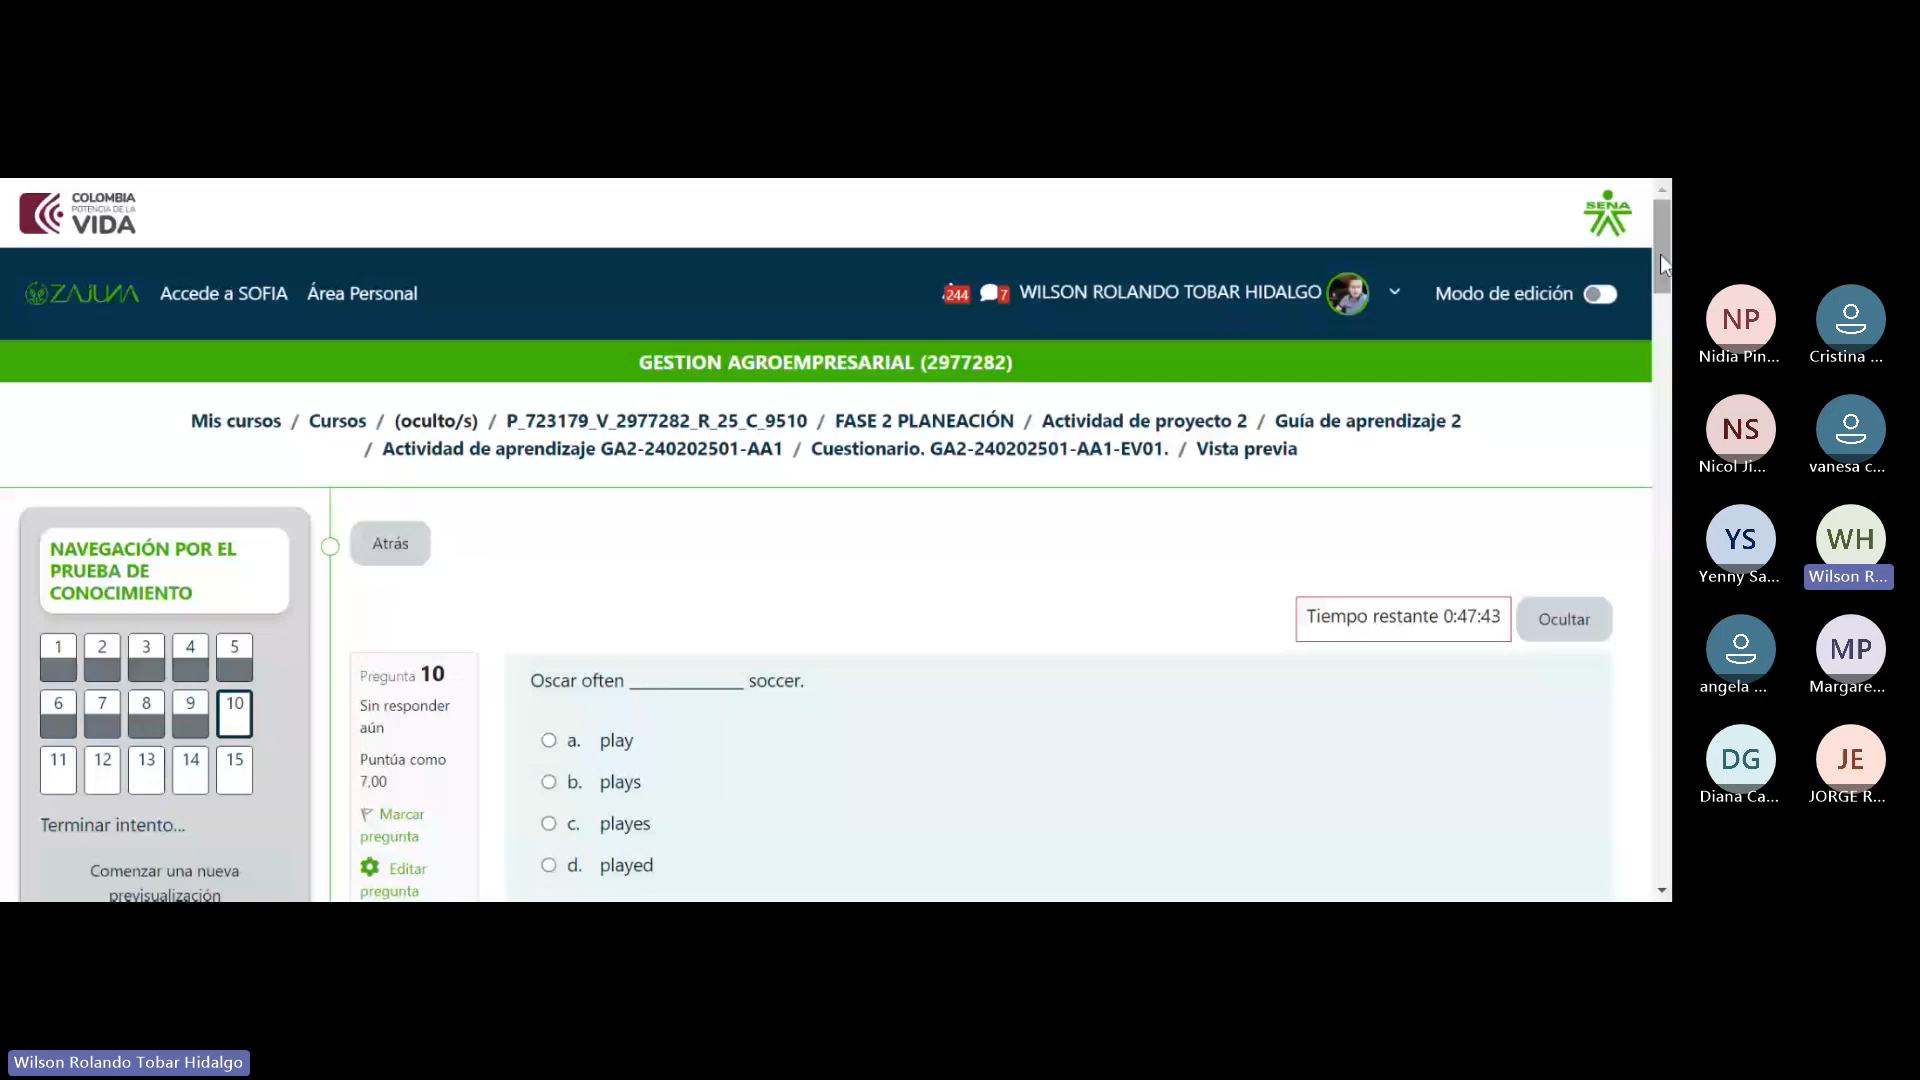 COLOMBIA
POTENCIA DE LA
VIDA
SENA
ZAJUNA
Accede a SOFIA
Área Personal
244
7
WILSON ROLANDO TOBAR HIDALGO
Modo de edición
GESTION AGROEMPRESARIAL (2977282)
Mis cursos / Cursos / (oculto/s) / P_723179_V_2977282_R_25_C_9510 / FASE 2 PLANEACIÓN / Actividad de proyecto 2 / Guía de aprendizaje 2
/ Actividad de aprendizaje GA2-240202501-AA1 / Cuestionario. GA2-240202501-AA1-EV01. / Vista previa
NAVEGACIÓN POR EL
PRUEBA DE
CONOCIMIENTO
1 2 3 4 5
6 7 8 9 10
11 12 13 14 15
Terminar intento...
Comenzar una nueva
previsualización
Atrás
Tiempo restante 0:47:43
Ocultar
Pregunta 10
Sin responder
aún
Puntúa como
7,00
Marcar
pregunta
Editar
pregunta
Oscar often ____________ soccer.
a. play
b. plays
c. playes
d. played
NP
Nidia Pin...
Cristina ...
NS
Nicol Ji...
vanesa c...
YS
Yenny Sa...
WH
Wilson R...
angela ...
MP
Margare...
DG
Diana Ca...
JE
JORGE R...
Wilson Rolando Tobar Hidalgo